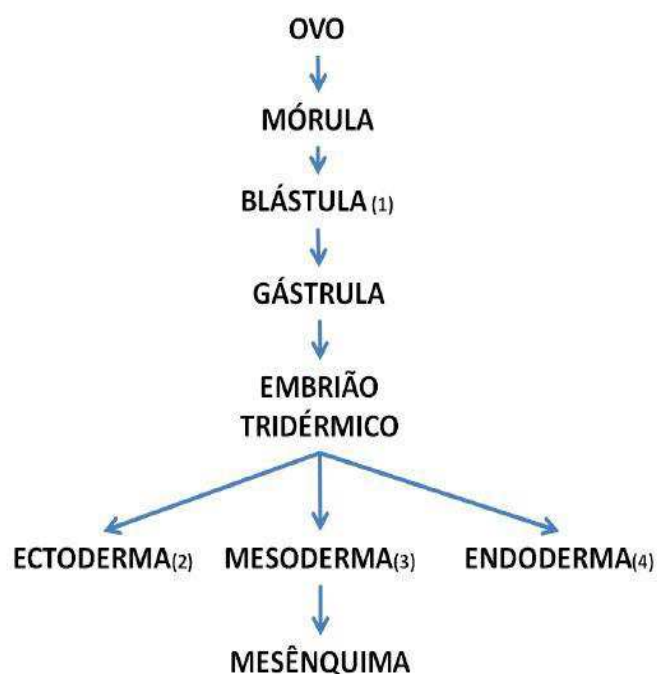 OVO
MÓRULA
BLÁSTULA (1)
GÁSTRULA
EMBRIÃO
TRIDÉRMICO
ECTODERMA(2) MESODERMA(3) ENDODERMA(4)
MESÊNQUIMA